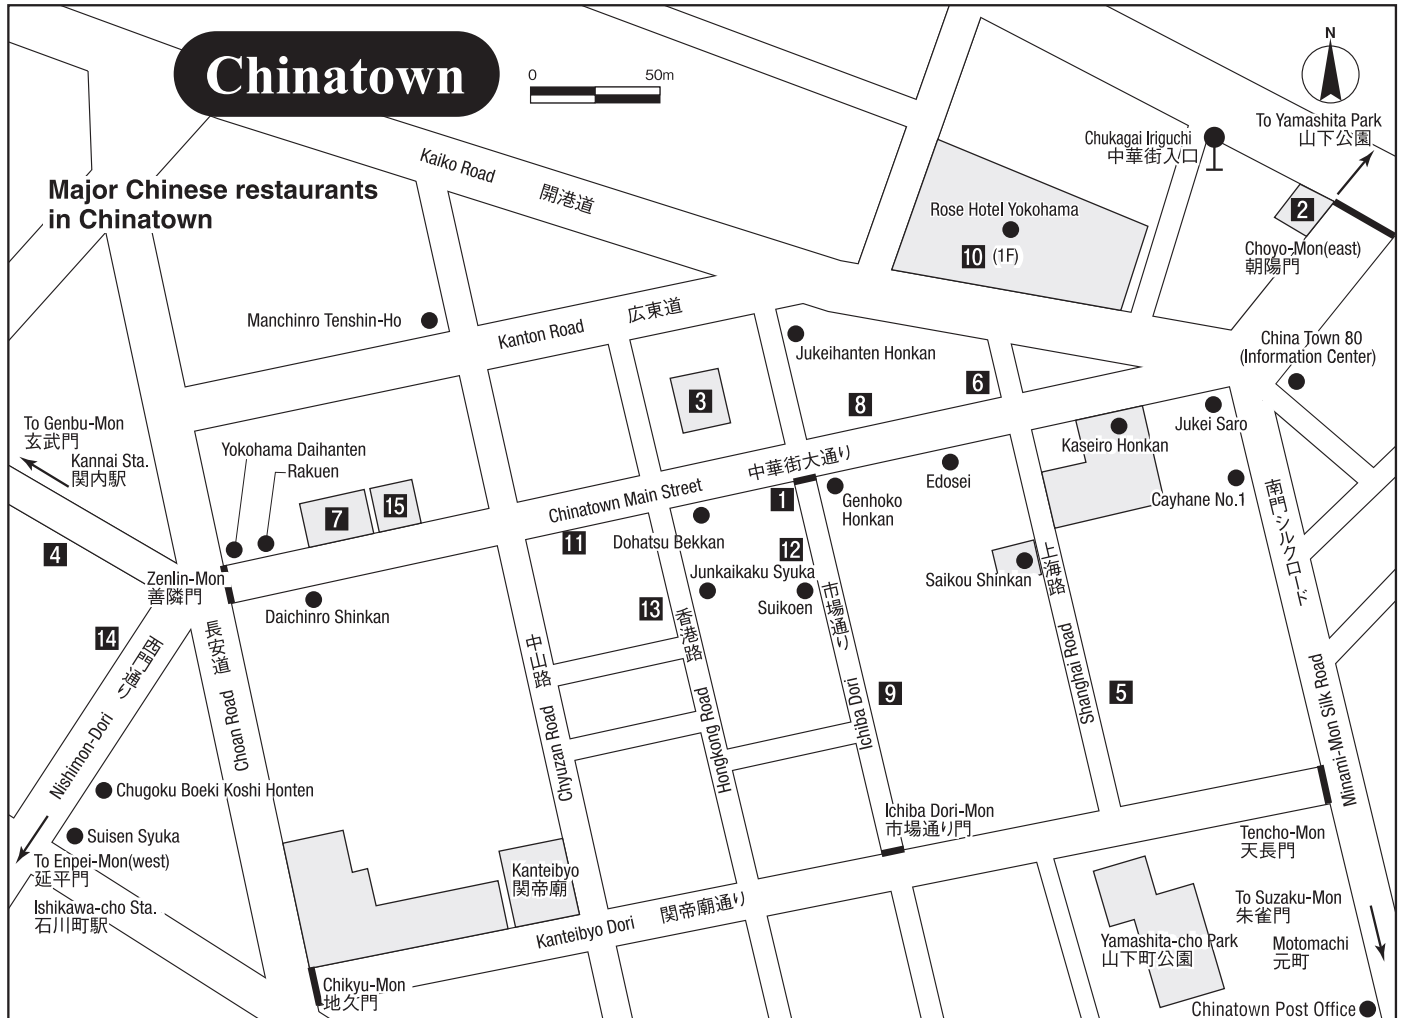 Chinatown
0 50m
N
Major Chinese restaurants
in Chinatown
Kaiko Road
開港道
Chukagai Iriguchi
中華街入口
To Yamashita Park
山下公園
Rose Hotel Yokohama
10 (1F)
2
Choyo-Mon(east)
朝陽門
Manchinro Tenshin-Ho
Kanton Road
広東道
Jukeihanten Honkan
China Town 80
(Information Center)
3
8
6
To Genbu-Mon
玄武門
Kannai Sta.
関内駅
Yokohama Daihanten
Rakuen
7
15
Chinatown Main Street
中華街大通り
Kaseiro Honkan
Jukei Saro
Edosei
Cayhane No.1
Genhoko
Honkan
1
Dohatsu Bekkan
11
12
4
Zenlin-Mon
善隣門
Daichinro Shinkan
Junkaikaku Syuka
Suikoen
Saikou Shinkan
13
14
西門通り
Nishimon-Dori
長安道
Choan Road
中山路
Chyuzan Road
香港路
Hongkong Road
市場通り
Ichiba Dori
9
上海路
Shanghai Road
5
南門シルクロード
Minami-Mon Silk Road
Chugoku Boeki Koshi Honten
Suisen Syuka
To Enpei-Mon(west)
延平門
Ishikawa-cho Sta.
石川町駅
Ichiba Dori-Mon
市場通り門
Tencho-Mon
天長門
Kanteibyo
関帝廟
Kanteibyo Dori
関帝廟通り
To Suzaku-Mon
朱雀門
Motomachi
元町
Yamashita-cho Park
山下町公園
Chikyu-Mon
地久門
Chinatown Post Office